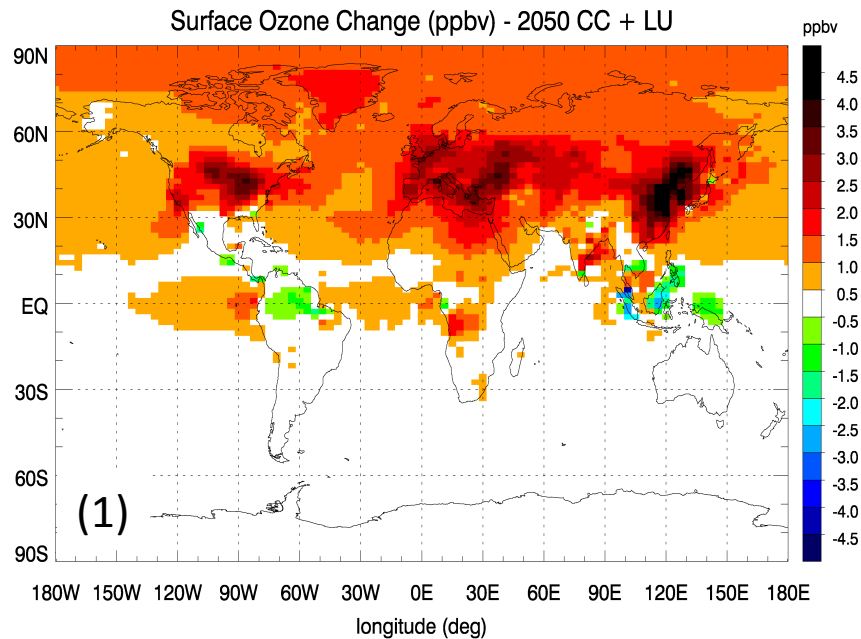 Surface Ozone Change (ppbv) - 2050 CC + LU
ppbv
90N
60N
30N
EQ
30S
60S
90S
(1)
180W 150W 120W 90W 60W 30W 0E 30E 60E 90E 120E 150E 180E
longitude (deg)
4.5
4.0
3.5
3.0
2.5
2.0
1.5
1.0
0.5
-0.5
-0.5
-1.0
-1.5
-2.0
-2.5
-3.0
-3.5
-4.0
-4.5